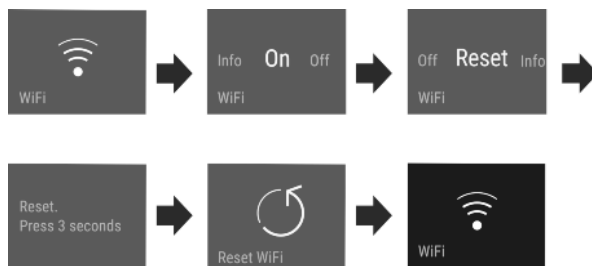 WiFi
Info On Off
WiFi
Off Reset Info
WiFi
Reset.
Press 3 seconds
Reset WiFi
WiFi